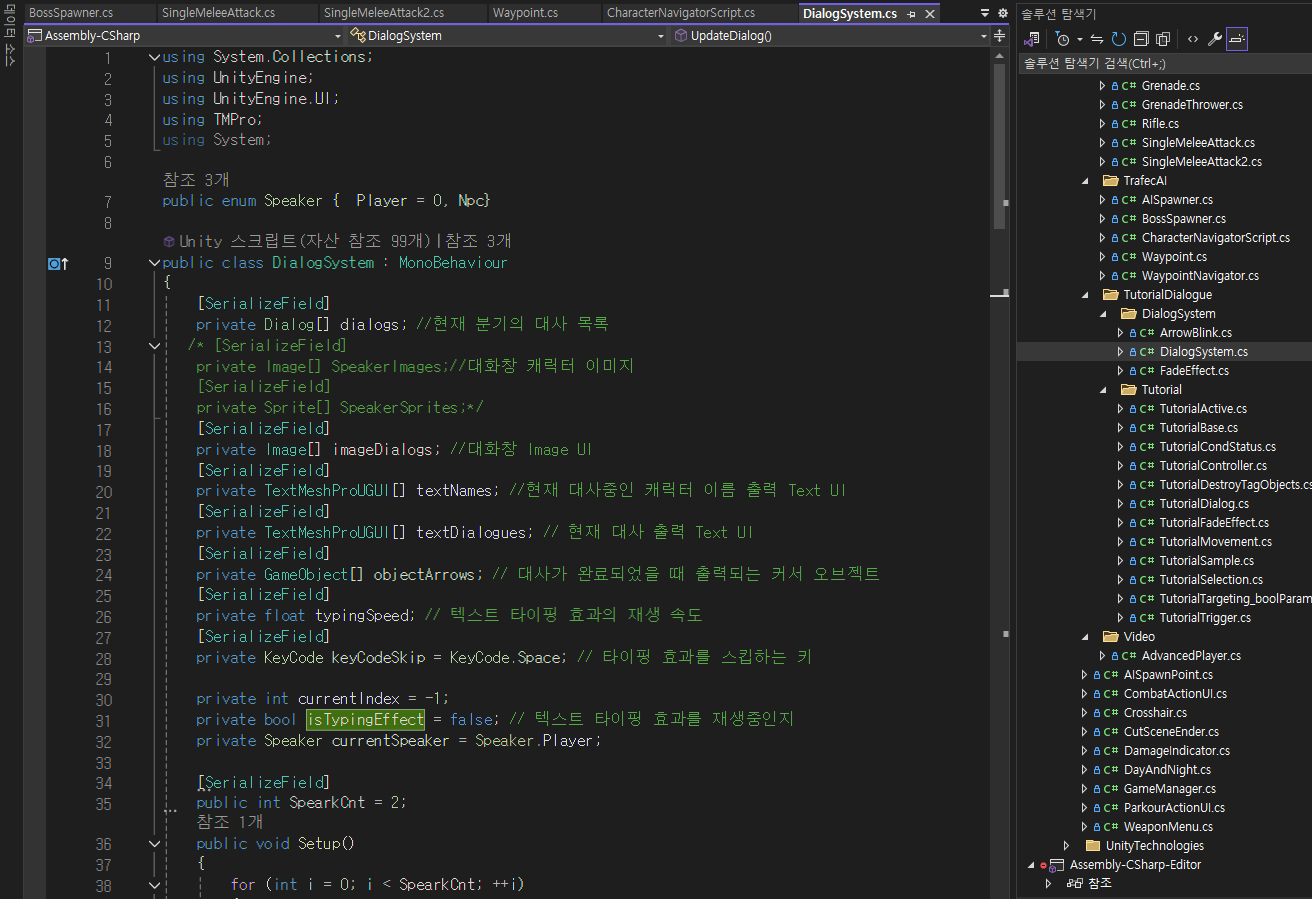 도구 상자
BossSpawner.cs
SingleMeleeAttack.cs
SingleMeleeAttack2.cs
Waypoint.cs
CharacterNavigatorScript.cs
DialogSystem.cs
Assembly-CSharp
DialogSystem
UpdateDialog()
1 using System.Collections;
2 using UnityEngine;
3 using UnityEngine.UI;
4 using TMPro;
5 using System;
6
참조 3개
7 public enum Speaker {  Player = 0, Npc}
8
Unity 스크립트(자산 참조 99개)|참조 3개
9 public class DialogSystem : MonoBehaviour
10 {
11 [SerializeField]
12 private Dialog[] dialogs; //현재 분기의 대사 목록
13 /* [SerializeField]
14 private Image[] SpeakerImages;//대화창 캐릭터 이미지
15 [SerializeField]
16 private Sprite[] SpeakerSprites;*/
17 [SerializeField]
18 private Image[] imageDialogs; //대화창 Image UI
19 [SerializeField]
20 private TextMeshProUGUI[] textNames; //현재 대사중인 캐릭터 이름 출력 Text UI
21 [SerializeField]
22 private TextMeshProUGUI[] textDialogues; // 현재 대사 출력 Text UI
23 [SerializeField]
24 private GameObject[] objectArrows; // 대사가 완료되었을 때 출력되는 커서 오브젝트
25 [SerializeField]
26 private float typingSpeed; // 텍스트 타이핑 효과의 재생 속도
27 [SerializeField]
28 private KeyCode keyCodeSkip = KeyCode.Space; // 타이핑 효과를 스킵하는 키
29
30 private int currentIndex = -1;
31 private bool isTypingEffect = false; // 텍스트 타이핑 효과를 재생중인지
32 private Speaker currentSpeaker = Speaker.Player;
33
34 [SerializeField]
35 public int SpearkCnt = 2;
참조 1개
36 public void Setup()
37 {
38 for (int i = 0; i < SpearkCnt; ++i)
솔루션 탐색기
솔루션 탐색기 검색(Ctrl+;)
C# Grenade.cs
C# GrenadeThrower.cs
C# Rifle.cs
C# SingleMeleeAttack.cs
C# SingleMeleeAttack2.cs
TrafecAI
C# AISpawner.cs
C# BossSpawner.cs
C# CharacterNavigatorScript.cs
C# Waypoint.cs
C# WaypointNavigator.cs
TutorialDialogue
DialogSystem
C# ArrowBlink.cs
C# DialogSystem.cs
C# FadeEffect.cs
Tutorial
C# TutorialActive.cs
C# TutorialBase.cs
C# TutorialCondStatus.cs
C# TutorialController.cs
C# TutorialDestroyTagObjects.cs
C# TutorialDialog.cs
C# TutorialFadeEffect.cs
C# TutorialMovement.cs
C# TutorialSample.cs
C# TutorialSelection.cs
C# TutorialTargeting_boolParam
C# TutorialTrigger.cs
Video
C# AdvancedPlayer.cs
C# AISpawnPoint.cs
C# CombatActionUI.cs
C# Crosshair.cs
C# CutSceneEnder.cs
C# DamageIndicator.cs
C# DayAndNight.cs
C# GameManager.cs
C# ParkourActionUI.cs
C# WeaponMenu.cs
UnityTechnologies
Assembly-CSharp-Editor
참조